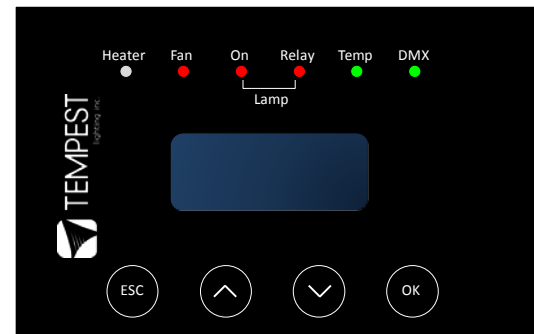 Heater Fan On Relay Temp DMX
Lamp
TEMPEST
lighting inc.
ESC OK